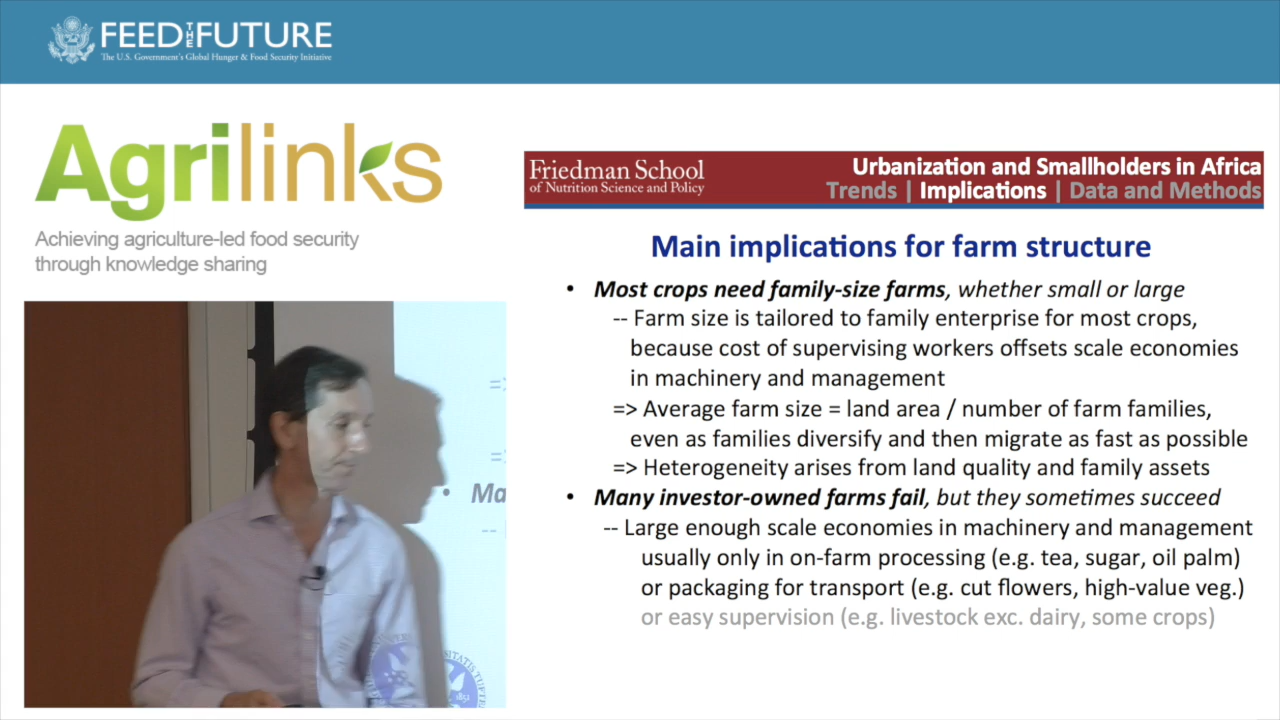 FEED THE FUTURE
The U.S. Government's Global Hunger & Food Security Initiative
Agrilinks
Achieving agriculture-led food security
through knowledge sharing
Friedman School
of Nutrition Science and Policy
Urbanization and Smallholders in Africa
Trends | Implications | Data and Methods
Main implications for farm structure
• Most crops need family-size farms, whether small or large
-- Farm size is tailored to family enterprise for most crops,
because cost of supervising workers offsets scale economies
in machinery and management
=> Average farm size = land area / number of farm families,
even as families diversify and then migrate as fast as possible
=> Heterogeneity arises from land quality and family assets
• Many investor-owned farms fail, but they sometimes succeed
-- Large enough scale economies in machinery and management
usually only in on-farm processing (e.g. tea, sugar, oil palm)
or packaging for transport (e.g. cut flowers, high-value veg.)
or easy supervision (e.g. livestock exc. dairy, some crops)
=>
=>
• Ma
--
1852